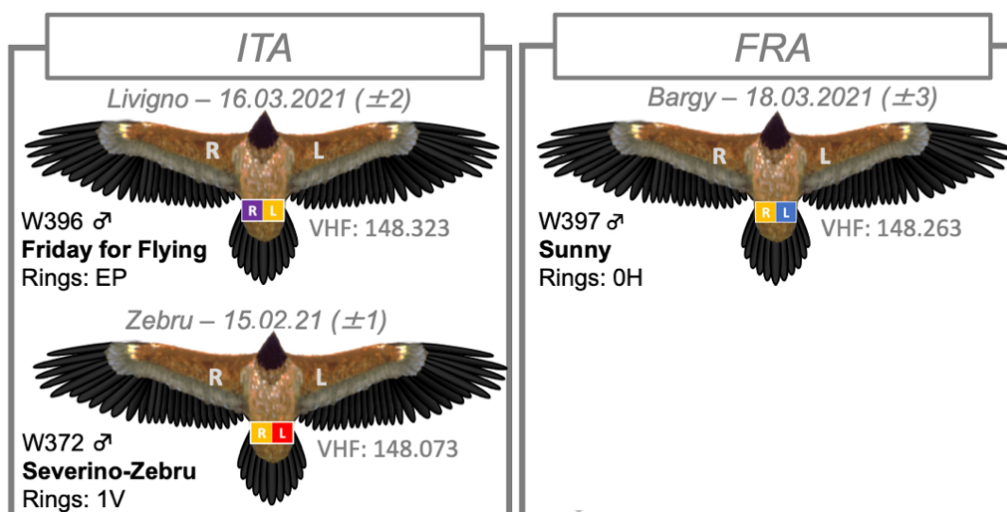 ITA
Livigno – 16.03.2021 (±2)
R L
R L
W396 ♂
VHF: 148.323
Friday for Flying
Rings: EP
Zebru – 15.02.21 (±1)
R L
R L
W372 ♂
VHF: 148.073
Severino-Zebru
Rings: 1V
FRA
Bargy – 18.03.2021 (±3)
R L
R L
W397 ♂
VHF: 148.263
Sunny
Rings: 0H